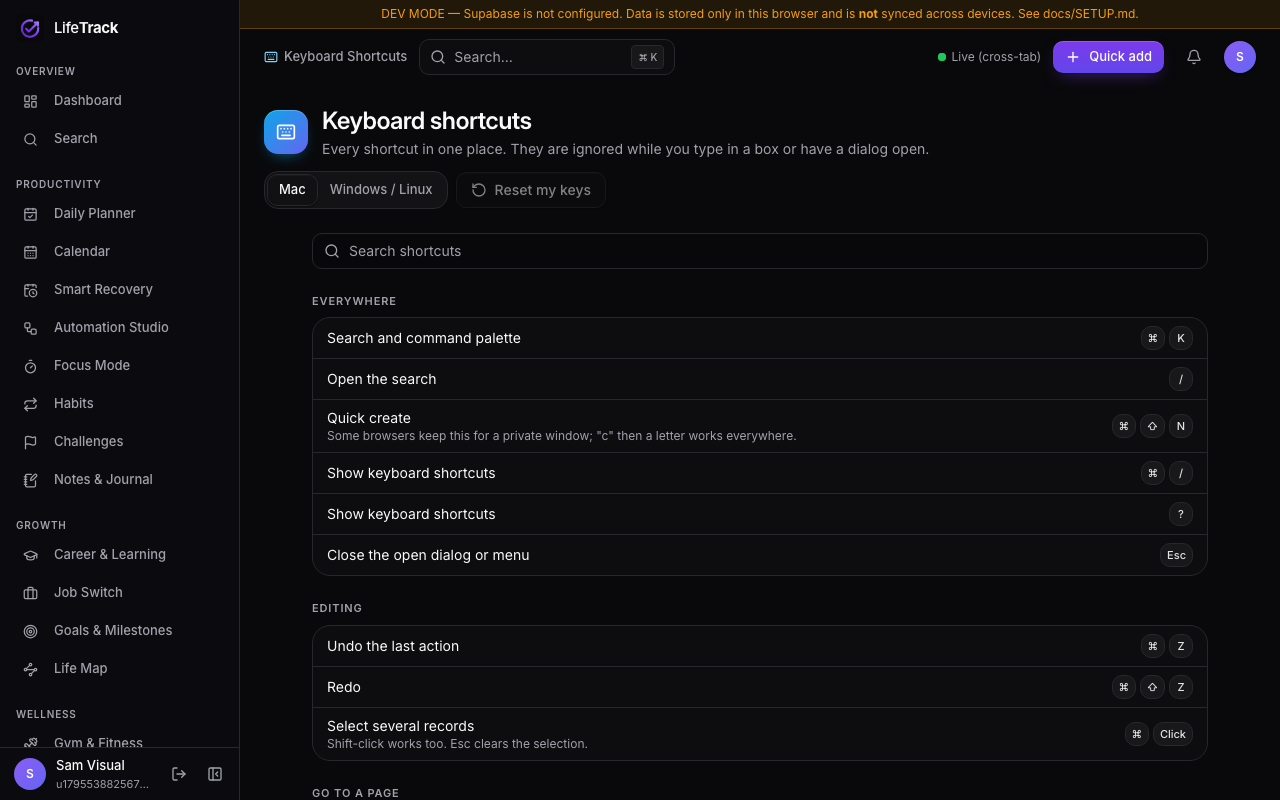 LifeTrack
OVERVIEW
Dashboard
Search
PRODUCTIVITY
Daily Planner
Calendar
Smart Recovery
Automation Studio
Focus Mode
Habits
Challenges
Notes & Journal
GROWTH
Career & Learning
Job Switch
Goals & Milestones
Life Map
WELLNESS
Gym & Fitness
S
Sam Visual
u179553882567...
DEV MODE — Supabase is not configured. Data is stored only in this browser and is not synced across devices. See docs/SETUP.md.
Keyboard Shortcuts
Search...
⌘ K
Live (cross-tab)
Quick add
S
Keyboard shortcuts
Every shortcut in one place. They are ignored while you type in a box or have a dialog open.
Mac
Windows / Linux
Reset my keys
Search shortcuts
EVERYWHERE
Search and command palette ⌘ K
Open the search /
Quick create ⌘ ⇧ N
Some browsers keep this for a private window; "c" then a letter works everywhere.
Show keyboard shortcuts ⌘ /
Show keyboard shortcuts ?
Close the open dialog or menu Esc
EDITING
Undo the last action ⌘ Z
Redo ⌘ ⇧ Z
Select several records ⌘ Click
Shift-click works too. Esc clears the selection.
GO TO A PAGE